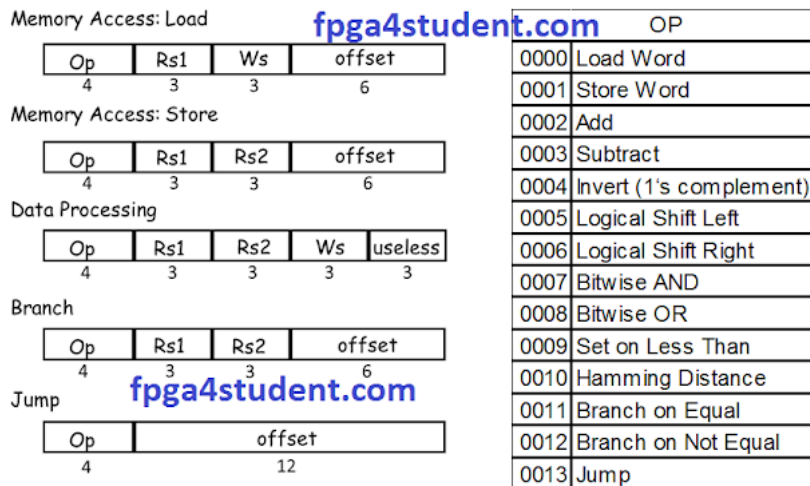 Memory Access: Load
fpga4student.com
Op Rs1 Ws offset
4 3 3 6
Memory Access: Store
Op Rs1 Rs2 offset
4 3 3 6
Data Processing
Op Rs1 Rs2 Ws useless
4 3 3 3 3
Branch
Op Rs1 Rs2 offset
4 3 3 6
fpga4student.com
Jump
Op offset
4 12
OP
0000 Load Word
0001 Store Word
0002 Add
0003 Subtract
0004 Invert (1's complement)
0005 Logical Shift Left
0006 Logical Shift Right
0007 Bitwise AND
0008 Bitwise OR
0009 Set on Less Than
0010 Hamming Distance
0011 Branch on Equal
0012 Branch on Not Equal
0013 Jump